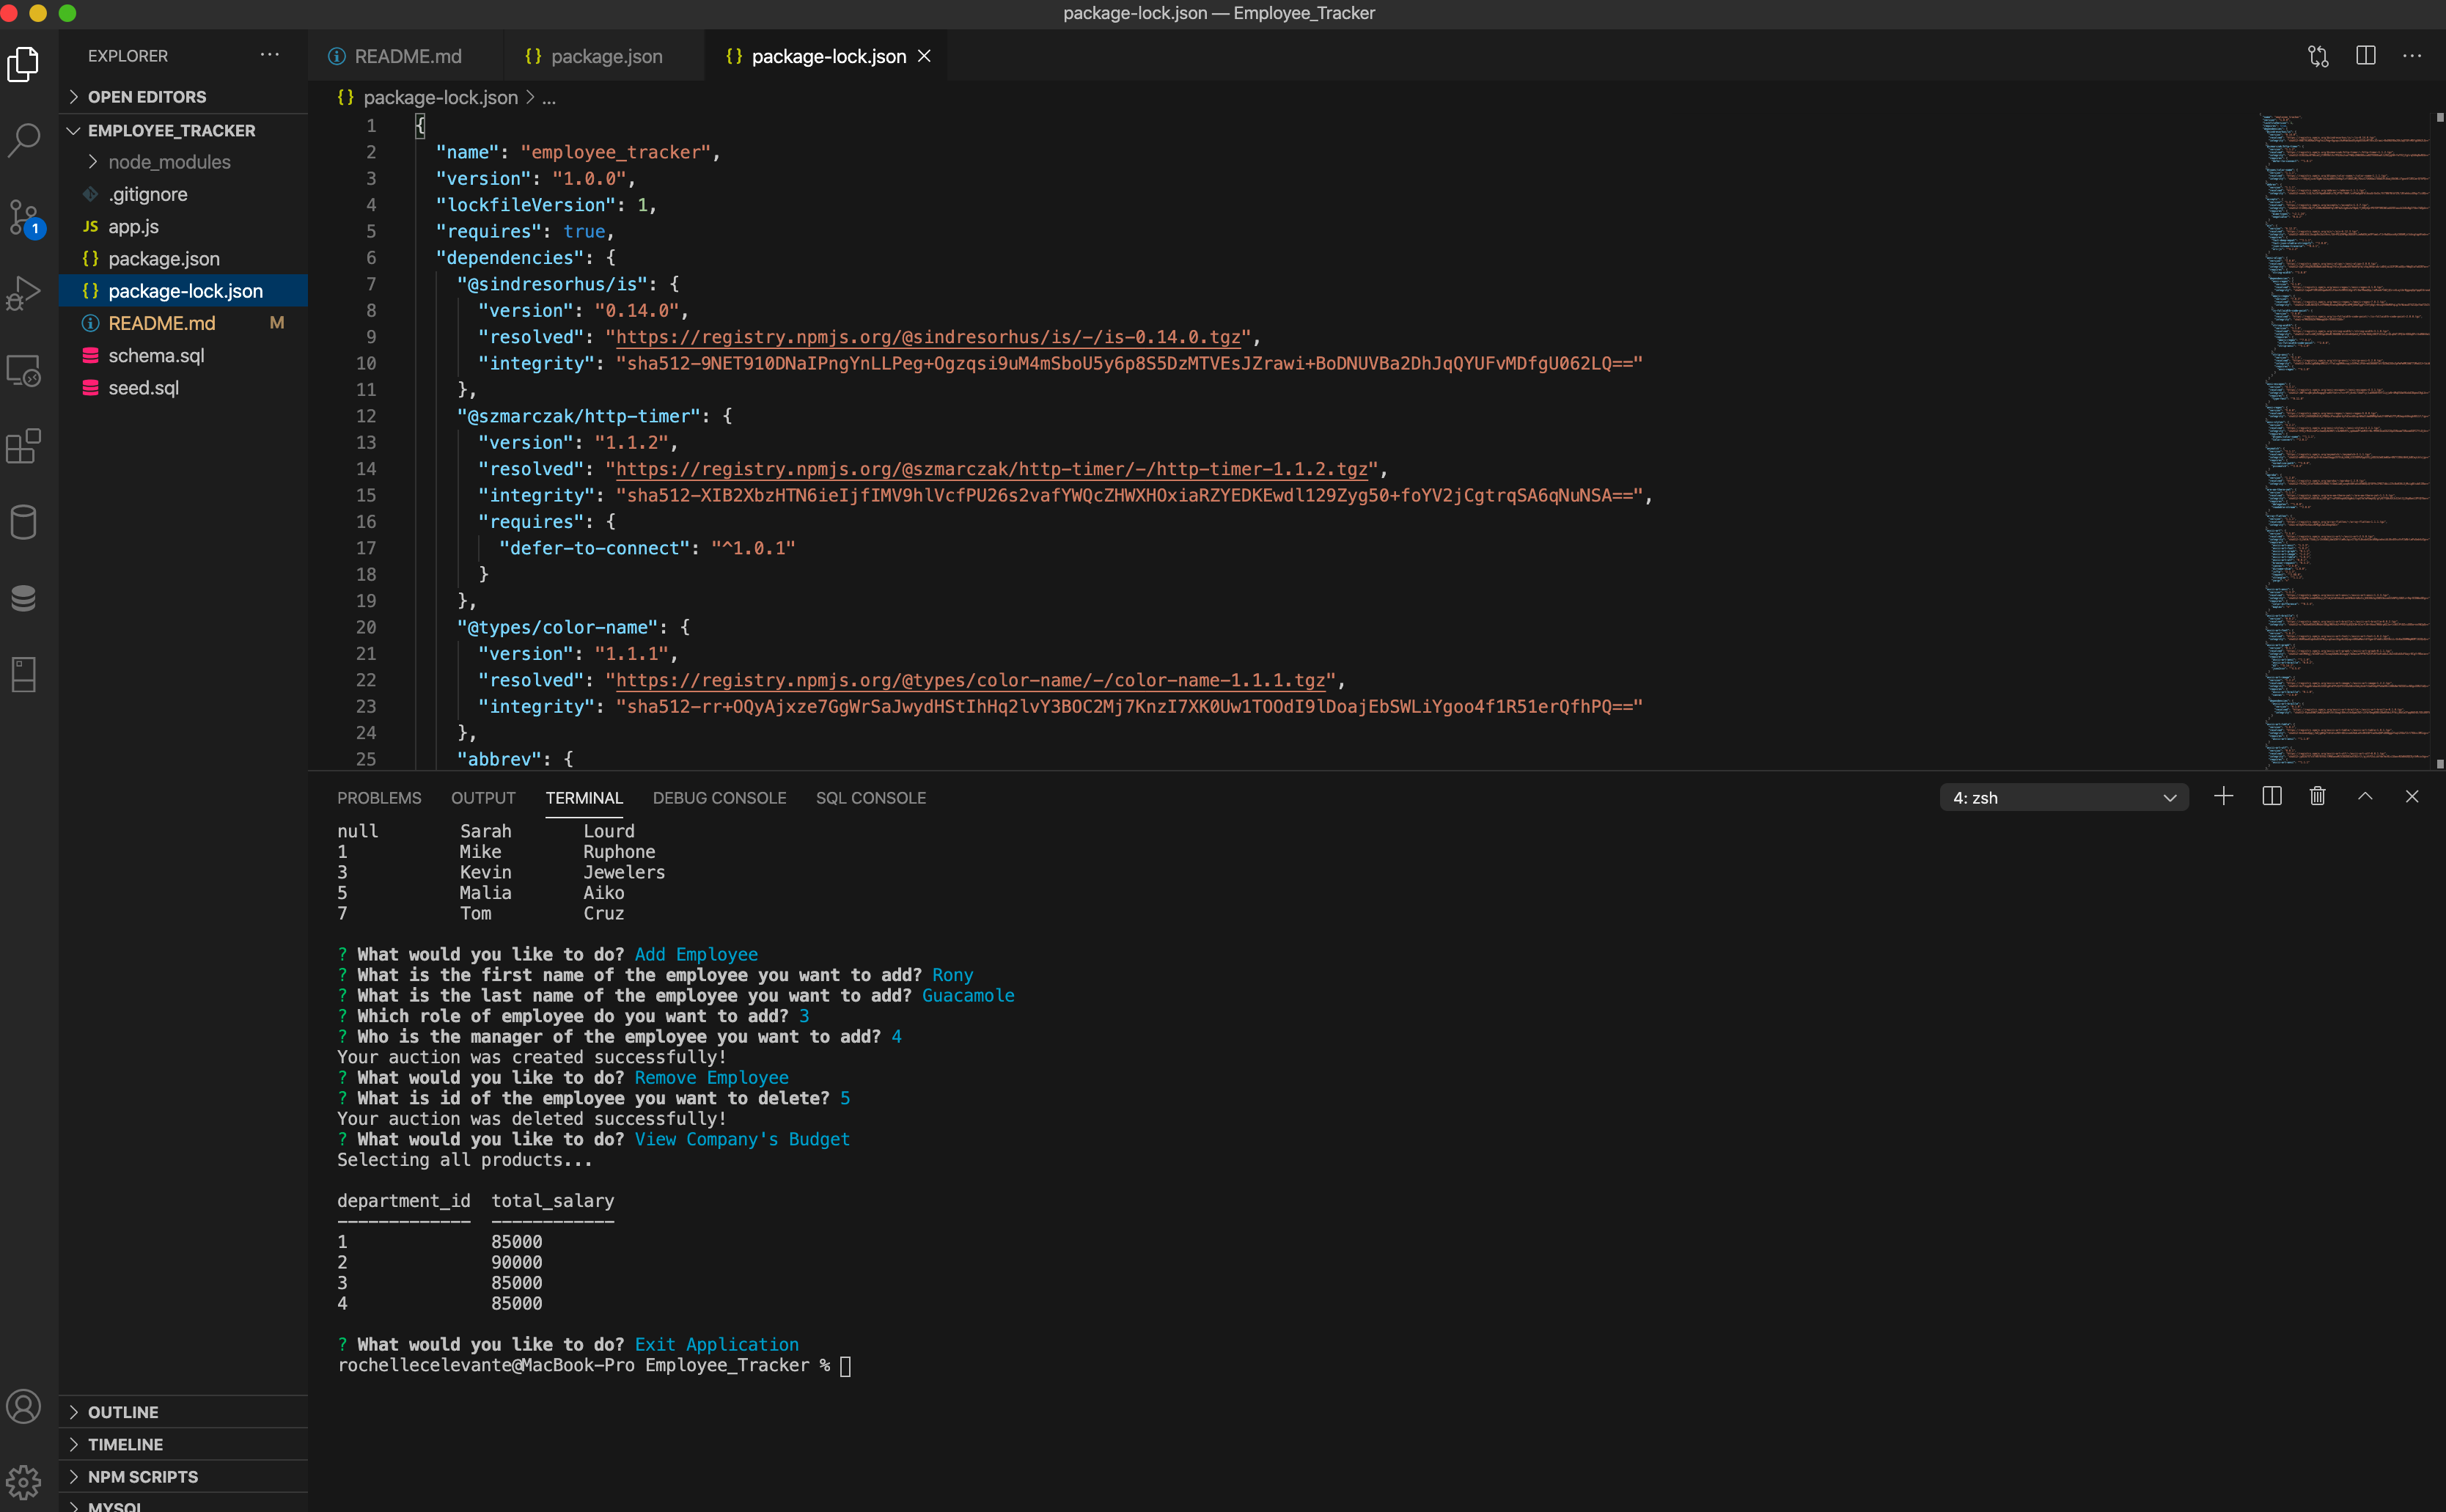 package-lock.json — Employee_Tracker
EXPLORER
OPEN EDITORS
EMPLOYEE_TRACKER
node_modules
.gitignore
JS app.js
{} package.json
{} package-lock.json
README.md M
schema.sql
seed.sql
1
OUTLINE
TIMELINE
NPM SCRIPTS
MYSQL
README.md
{} package.json
{} package-lock.json
{} package-lock.json > ...
1 {
2 "name": "employee_tracker",
3 "version": "1.0.0",
4 "lockfileVersion": 1,
5 "requires": true,
6 "dependencies": {
7 "@sindresorhus/is": {
8 "version": "0.14.0",
9 "resolved": "https://registry.npmjs.org/@sindresorhus/is/-/is-0.14.0.tgz",
10 "integrity": "sha512-9NET910DNaIPngYnLLPeg+Ogzqsi9uM4mSboU5y6p8S5DzMTVEsJZrawi+BoDNUVBa2DhJqQYUFvMDfgU062LQ=="
11 },
12 "@szmarczak/http-timer": {
13 "version": "1.1.2",
14 "resolved": "https://registry.npmjs.org/@szmarczak/http-timer/-/http-timer-1.1.2.tgz",
15 "integrity": "sha512-XIB2XbzHTN6ieIjfIMV9hlVcfPU26s2vafYWQcZHWXHOxiaRZYEDKEwdl129Zyg50+foYV2jCgtrqSA6qNuNSA==",
16 "requires": {
17 "defer-to-connect": "^1.0.1"
18 }
19 },
20 "@types/color-name": {
21 "version": "1.1.1",
22 "resolved": "https://registry.npmjs.org/@types/color-name/-/color-name-1.1.1.tgz",
23 "integrity": "sha512-rr+OQyAjxze7GgWrSaJwydHStIhHq2lvY3BOC2Mj7KnzI7XK0Uw1TOOdI9lDoajEbSWLiYgoo4f1R51erQfhPQ=="
24 },
25 "abbrev": {
PROBLEMS OUTPUT TERMINAL DEBUG CONSOLE SQL CONSOLE
4: zsh
null Sarah Lourd
1 Mike Ruphone
3 Kevin Jewelers
5 Malia Aiko
7 Tom Cruz
? What would you like to do? Add Employee
? What is the first name of the employee you want to add? Rony
? What is the last name of the employee you want to add? Guacamole
? Which role of employee do you want to add? 3
? Who is the manager of the employee you want to add? 4
Your auction was created successfully!
? What would you like to do? Remove Employee
? What is id of the employee you want to delete? 5
Your auction was deleted successfully!
? What would you like to do? View Company's Budget
Selecting all products...
department_id total_salary
------------- ------------
1 85000
2 90000
3 85000
4 85000
? What would you like to do? Exit Application
rochellecelevante@MacBook-Pro Employee_Tracker %